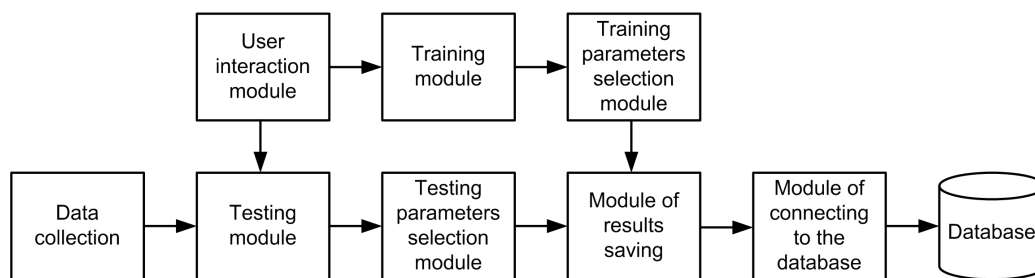 User
interaction
module
Training
module
Training
parameters
selection
module
Data
collection
Testing
module
Testing
parameters
selection
module
Module of
results
saving
Module of
connecting
to the
database
Database